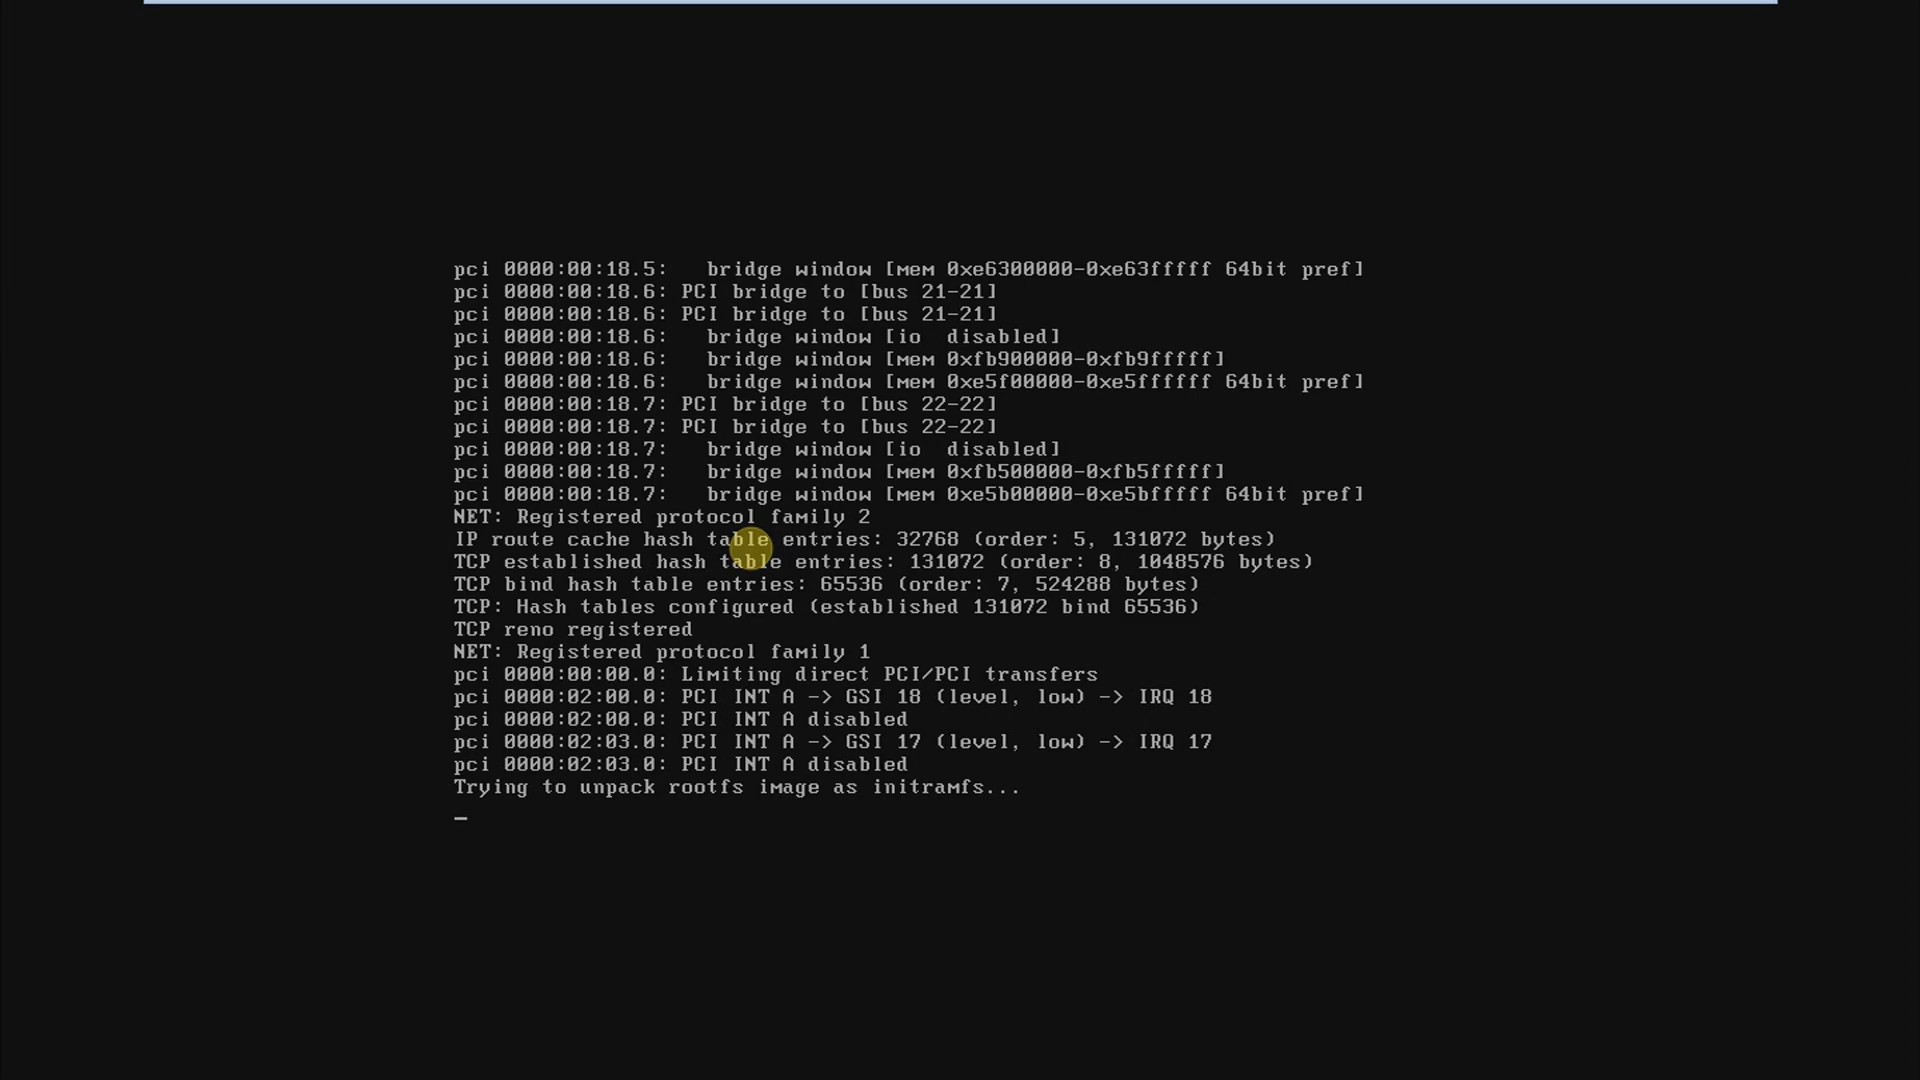 pci 0000:00:18.5:   bridge window [mem 0xe6300000-0xe63fffff 64bit pref]
pci 0000:00:18.6: PCI bridge to [bus 21-21]
pci 0000:00:18.6: PCI bridge to [bus 21-21]
pci 0000:00:18.6:   bridge window [io  disabled]
pci 0000:00:18.6:   bridge window [mem 0xfb900000-0xfb9fffff]
pci 0000:00:18.6:   bridge window [mem 0xe5f00000-0xe5ffffff 64bit pref]
pci 0000:00:18.7: PCI bridge to [bus 22-22]
pci 0000:00:18.7: PCI bridge to [bus 22-22]
pci 0000:00:18.7:   bridge window [io  disabled]
pci 0000:00:18.7:   bridge window [mem 0xfb500000-0xfb5fffff]
pci 0000:00:18.7:   bridge window [mem 0xe5b00000-0xe5bfffff 64bit pref]
NET: Registered protocol family 2
IP route cache hash table entries: 32768 (order: 5, 131072 bytes)
TCP established hash table entries: 131072 (order: 8, 1048576 bytes)
TCP bind hash table entries: 65536 (order: 7, 524288 bytes)
TCP: Hash tables configured (established 131072 bind 65536)
TCP reno registered
NET: Registered protocol family 1
pci 0000:00:00.0: Limiting direct PCI/PCI transfers
pci 0000:02:00.0: PCI INT A -> GSI 18 (level, low) -> IRQ 18
pci 0000:02:00.0: PCI INT A disabled
pci 0000:02:03.0: PCI INT A -> GSI 17 (level, low) -> IRQ 17
pci 0000:02:03.0: PCI INT A disabled
Trying to unpack rootfs image as initramfs...
_